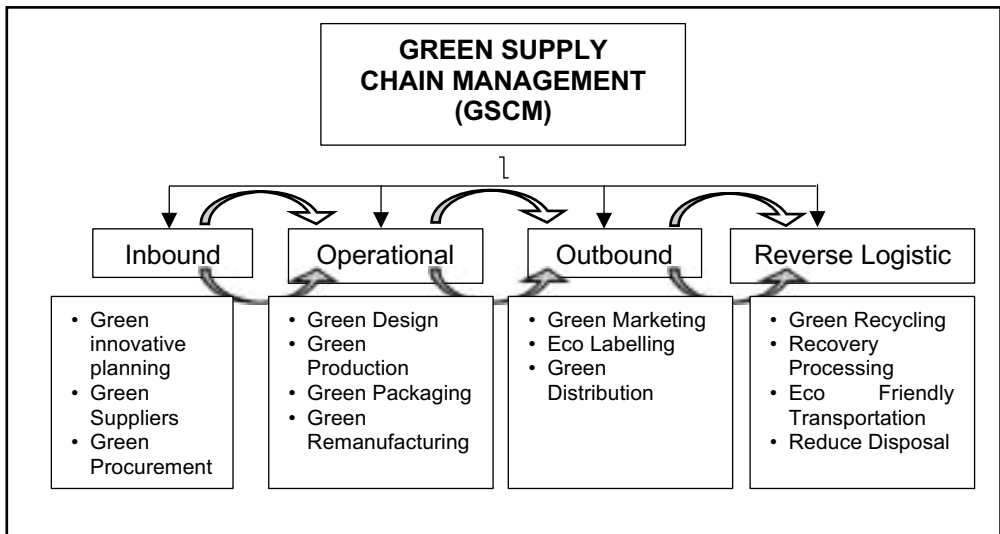 GREEN SUPPLY
CHAIN MANAGEMENT
(GSCM)
Inbound
Operational
Outbound
Reverse Logistic
• Green
innovative
planning
• Green
Suppliers
• Green
Procurement
• Green Design
• Green
Production
• Green Packaging
• Green
Remanufacturing
• Green Marketing
• Eco Labelling
• Green
Distribution
• Green Recycling
• Recovery
Processing
• Eco Friendly
Transportation
• Reduce Disposal